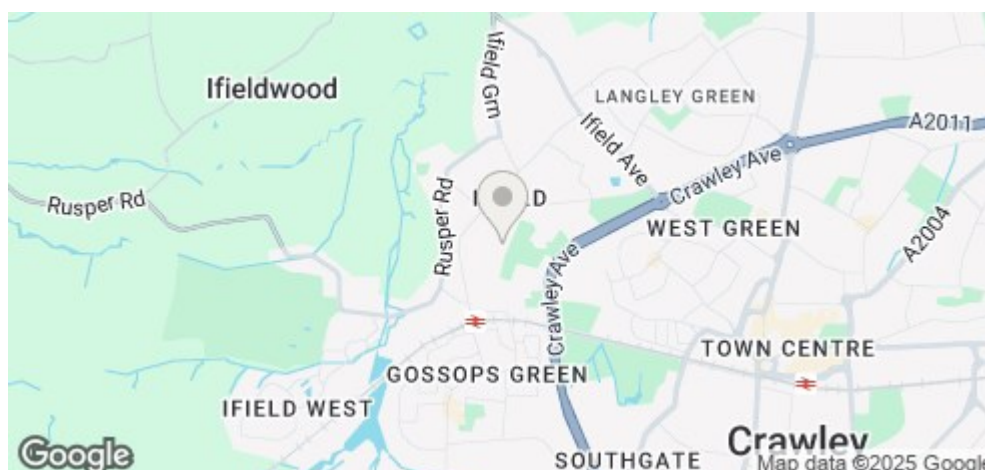 Ifield Grn
Ifieldwood
LANGLEY GREEN
A2011
Ifield Ave
Crawley Ave
Rusper Rd
Rusper Rd
WEST GREEN
A2004
Crawley Ave
TOWN CENTRE
GOSSOPS GREEN
IFIELD WEST
Crawley
SOUTHGATE
Google
Map data ©2025 Google